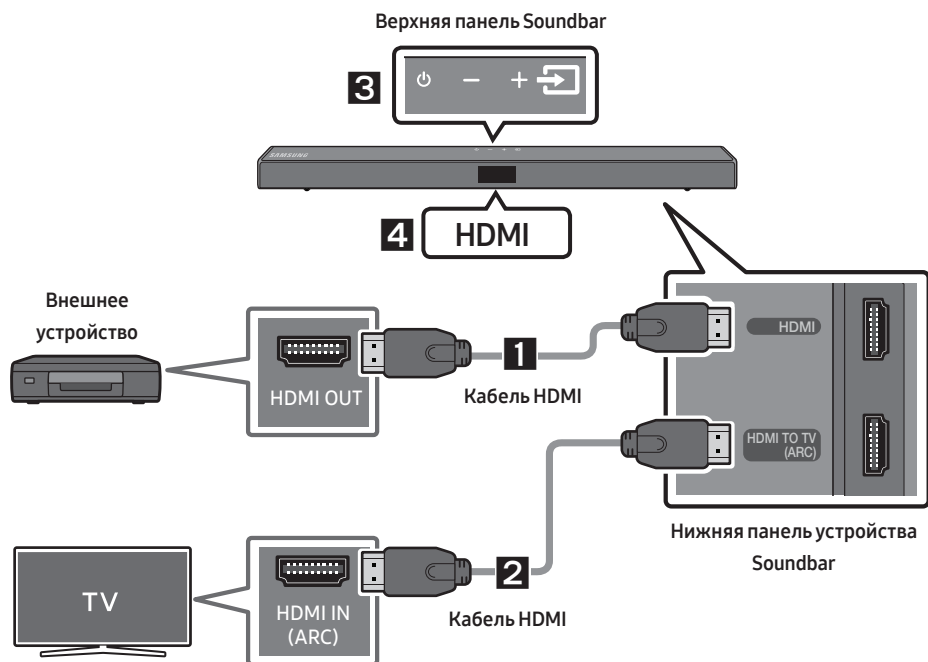 Верхняя панель Soundbar
3
SAMSUNG
4
HDMI
Внешнее
устройство
HDMI OUT
1
Кабель HDMI
HDMI
HDMI TO TV
(ARC)
Нижняя панель устройства
Soundbar
TV
HDMI IN
(ARC)
2
Кабель HDMI